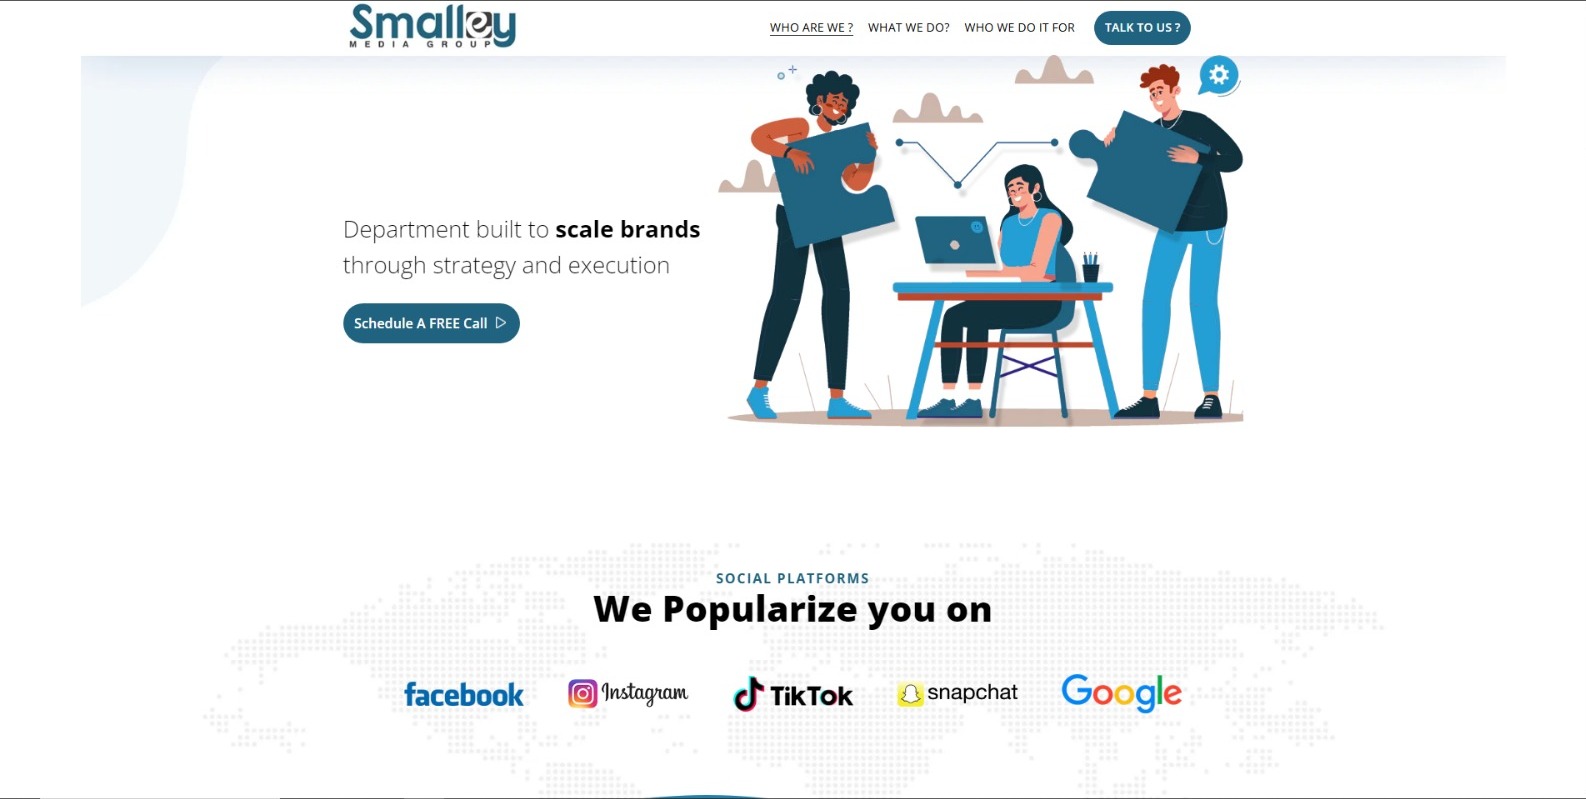 Smalley
MEDIA GROUP
WHO ARE WE ? WHAT WE DO? WHO WE DO IT FOR TALK TO US ?
Department built to scale brands
through strategy and execution
Schedule A FREE Call
SOCIAL PLATFORMS
We Popularize you on
facebook Instagram TikTok snapchat Google